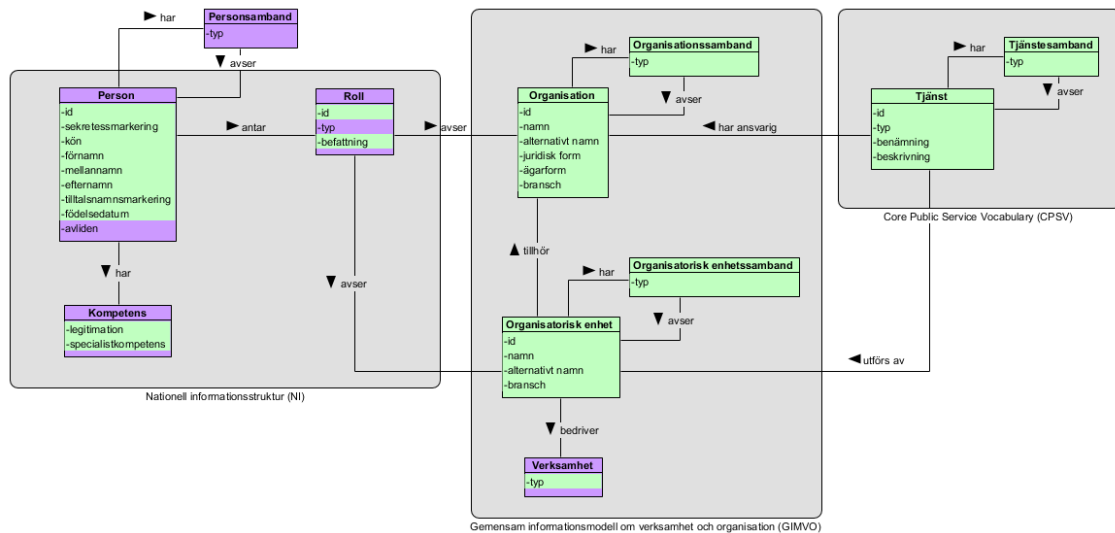 har
Personsamband
-typ
avser
Person
-id
-sekretessmarkering
-kön
-förnamn
-mellannamn
-efternamn
-tilltalsnamnsmarkering
-födelsedatum
-avliden
antar
Roll
-id
-typ
-befattning
avser
har
Kompetens
-legitimation
-specialistkompetens
avser
Nationell informationsstruktur (NI)
har
Organisationssamband
-typ
avser
Organisation
-id
-namn
-alternativt namn
-juridisk form
-ägarform
-bransch
har ansvarig
tillhör
har
Organisatorisk enhetssamband
-typ
avser
Organisatorisk enhet
-id
-namn
-alternativt namn
-bransch
bedriver
Verksamhet
-typ
Gemensam informationsmodell om verksamhet och organisation (GIMVO)
har
Tjänstesamband
-typ
avser
Tjänst
-id
-typ
-benämning
-beskrivning
Core Public Service Vocabulary (CPSV)
utförs av